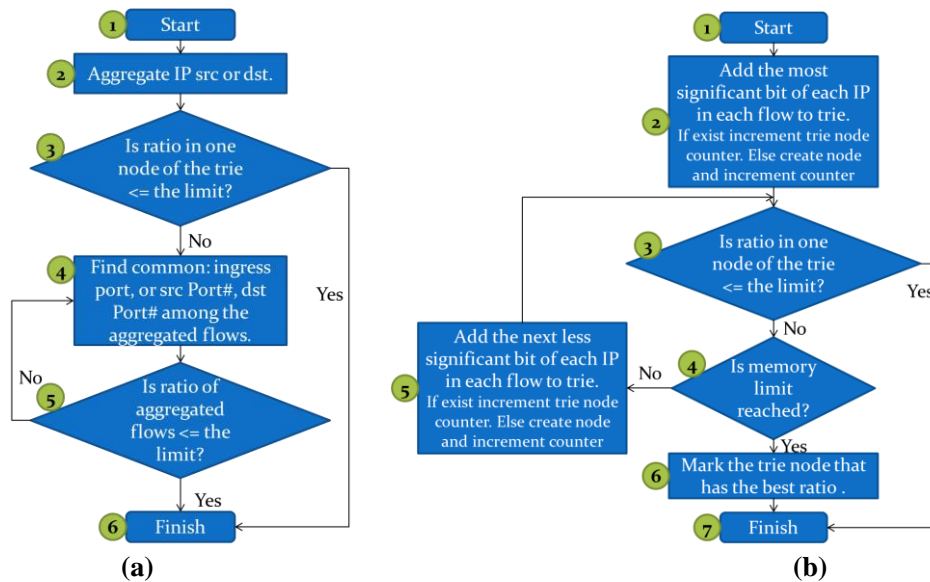 1
Start
2
Aggregate IP src or dst.
3
Is ratio in one
node of the trie
<= the limit?
No
Yes
4
Find common: ingress
port, or src Port#, dst
Port# among the
aggregated flows.
No
5
Is ratio of
aggregated
flows <= the
limit?
Yes
6
Finish
(a)
1
Start
2
Add the most
significant bit of each IP
in each flow to trie.
If exist increment trie node
counter. Else create node
and increment counter
3
Is ratio in one
node of the trie
<= the limit?
Yes
No
4
Is memory
limit
reached?
No
5
Add the next less
significant bit of each IP
in each flow to trie.
If exist increment trie node
counter. Else create node
and increment counter
Yes
6
Mark the trie node that
has the best ratio .
7
Finish
(b)